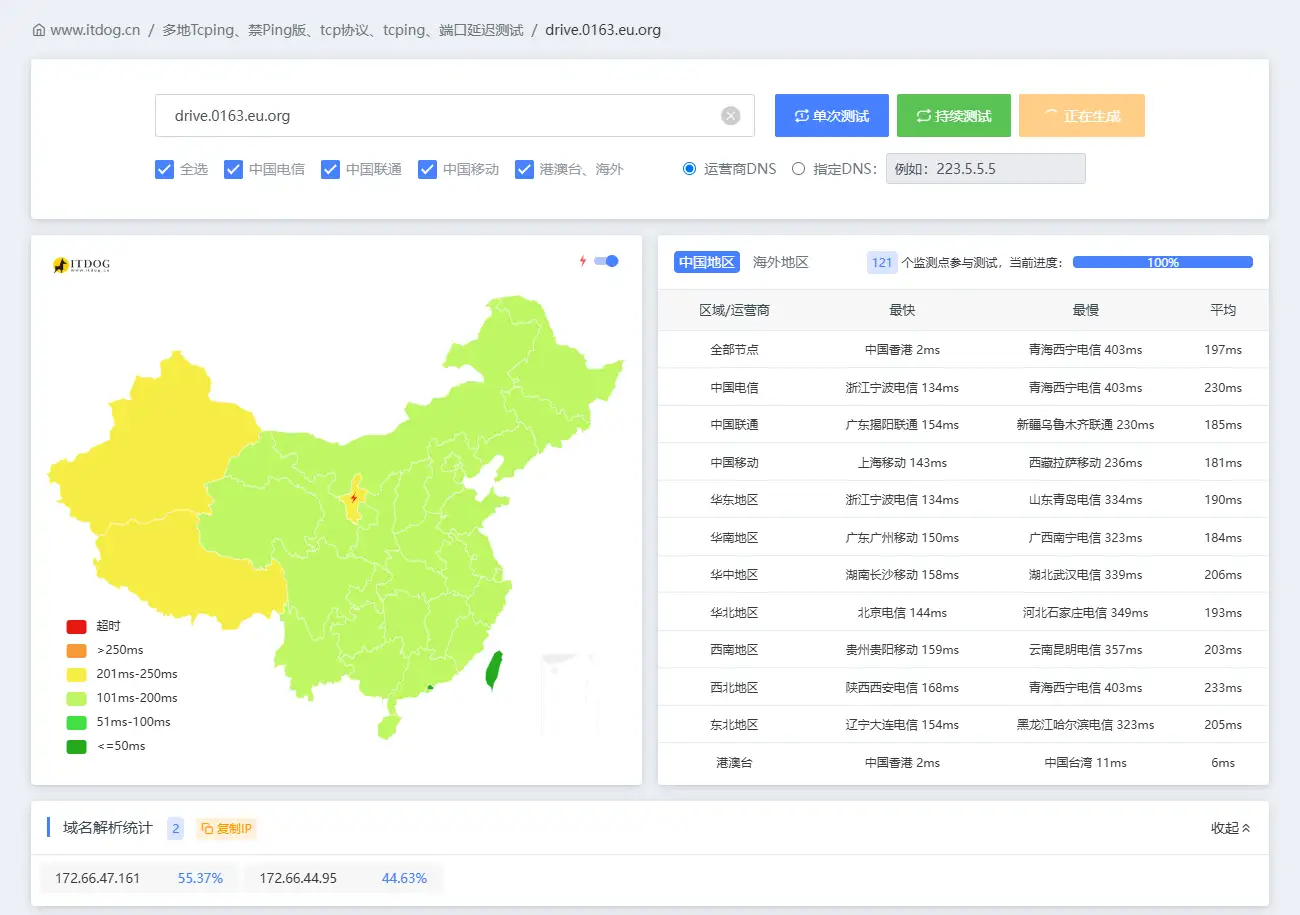 www.itdog.cn / 多地Tcping、禁Ping版、tcp协议、tcping、端口延迟测试 / drive.0163.eu.org
drive.0163.eu.org
单次测试 持续测试 正在生成
全选 中国电信 中国联通 中国移动 港澳台、海外 运营商DNS 指定DNS： 例如：223.5.5.5
ITDOG
www.itdog.cn
超时
>250ms
201ms-250ms
101ms-200ms
51ms-100ms
<=50ms
中国地区 海外地区 121 个监测点参与测试，当前进度： 100%
区域/运营商 最快 最慢 平均
全部节点 中国香港 2ms 青海西宁电信 403ms 197ms
中国电信 浙江宁波电信 134ms 青海西宁电信 403ms 230ms
中国联通 广东揭阳联通 154ms 新疆乌鲁木齐联通 230ms 185ms
中国移动 上海移动 143ms 西藏拉萨移动 236ms 181ms
华东地区 浙江宁波电信 134ms 山东青岛电信 334ms 190ms
华南地区 广东广州移动 150ms 广西南宁电信 323ms 184ms
华中地区 湖南长沙移动 158ms 湖北武汉电信 339ms 206ms
华北地区 北京电信 144ms 河北石家庄电信 349ms 193ms
西南地区 贵州贵阳移动 159ms 云南昆明电信 357ms 203ms
西北地区 陕西西安电信 168ms 青海西宁电信 403ms 233ms
东北地区 辽宁大连电信 154ms 黑龙江哈尔滨电信 323ms 205ms
港澳台 中国香港 2ms 中国台湾 11ms 6ms
域名解析统计 2 复制IP 收起
172.66.47.161 55.37% 172.66.44.95 44.63%